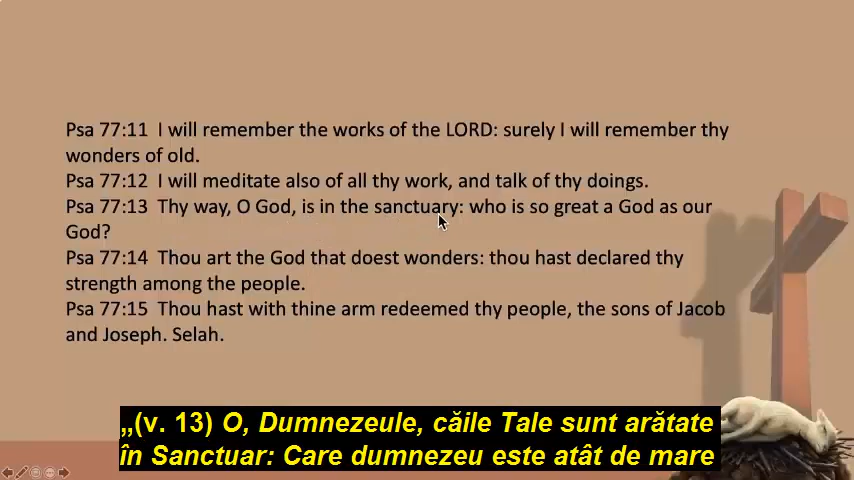 Psa 77:11  I will remember the works of the LORD: surely I will remember thy
wonders of old.
Psa 77:12  I will meditate also of all thy work, and talk of thy doings.
Psa 77:13  Thy way, O God, is in the sanctuary: who is so great a God as our
God?
Psa 77:14  Thou art the God that doest wonders: thou hast declared thy
strength among the people.
Psa 77:15  Thou hast with thine arm redeemed thy people, the sons of Jacob
and Joseph. Selah.
„(v. 13) O, Dumnezeule, căile Tale sunt arătate
în Sanctuar: Care dumnezeu este atât de mare